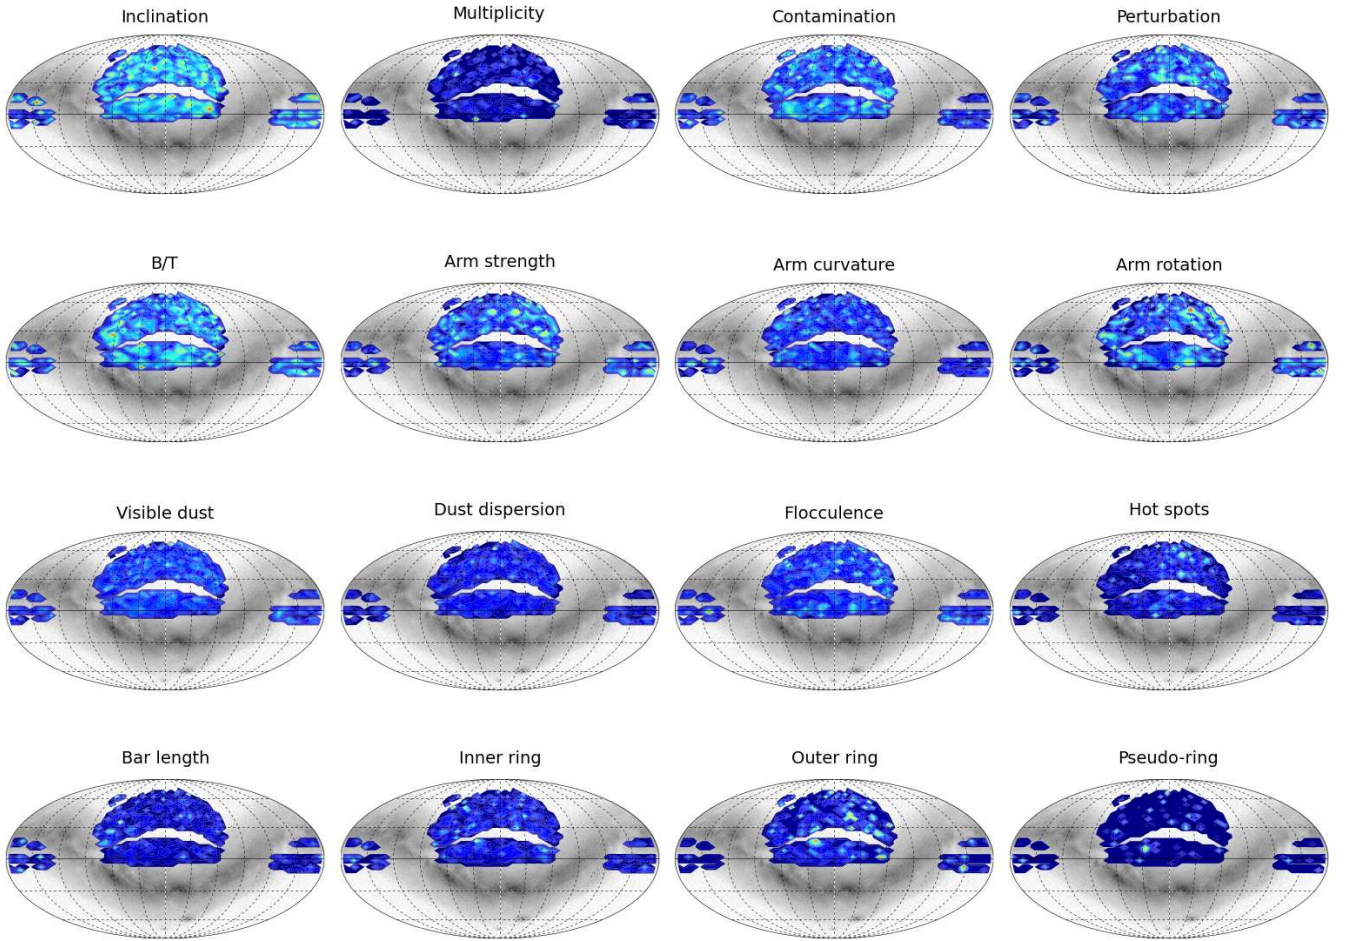 Inclination
Multiplicity
Contamination
Perturbation
B/T
Arm strength
Arm curvature
Arm rotation
Visible dust
Dust dispersion
Flocculence
Hot spots
Bar length
Inner ring
Outer ring
Pseudo-ring